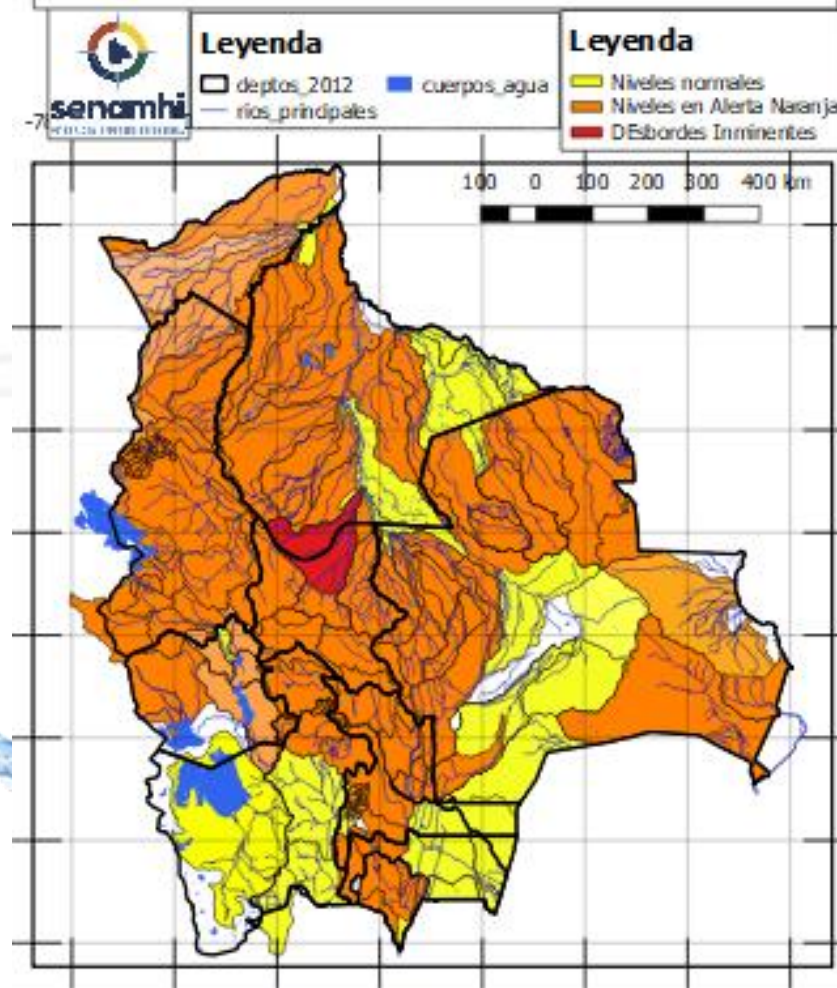 senamhi
Leyenda
deptos_2012
cuerpos_agua
rios_principales
Leyenda
Niveles normales
Niveles en Alerta Naranja
DEsbordes Inminentes
100 0 100 200 300 400 km